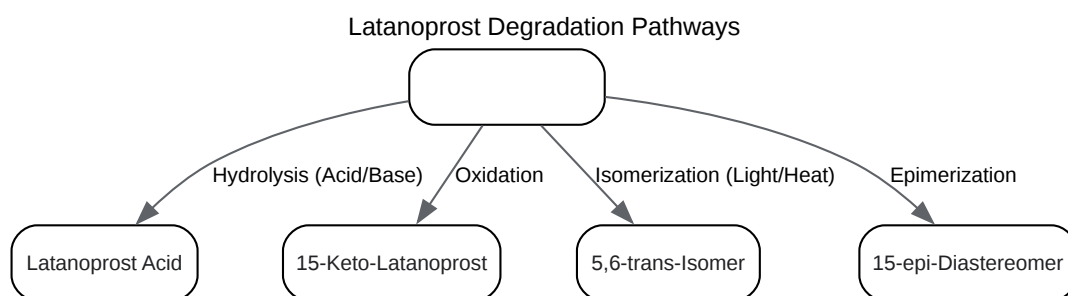 Latanoprost Degradation Pathways
Hydrolysis (Acid/Base)
Oxidation
Isomerization (Light/Heat)
Epimerization
Latanoprost Acid
15-Keto-Latanoprost
5,6-trans-Isomer
15-epi-Diastereomer